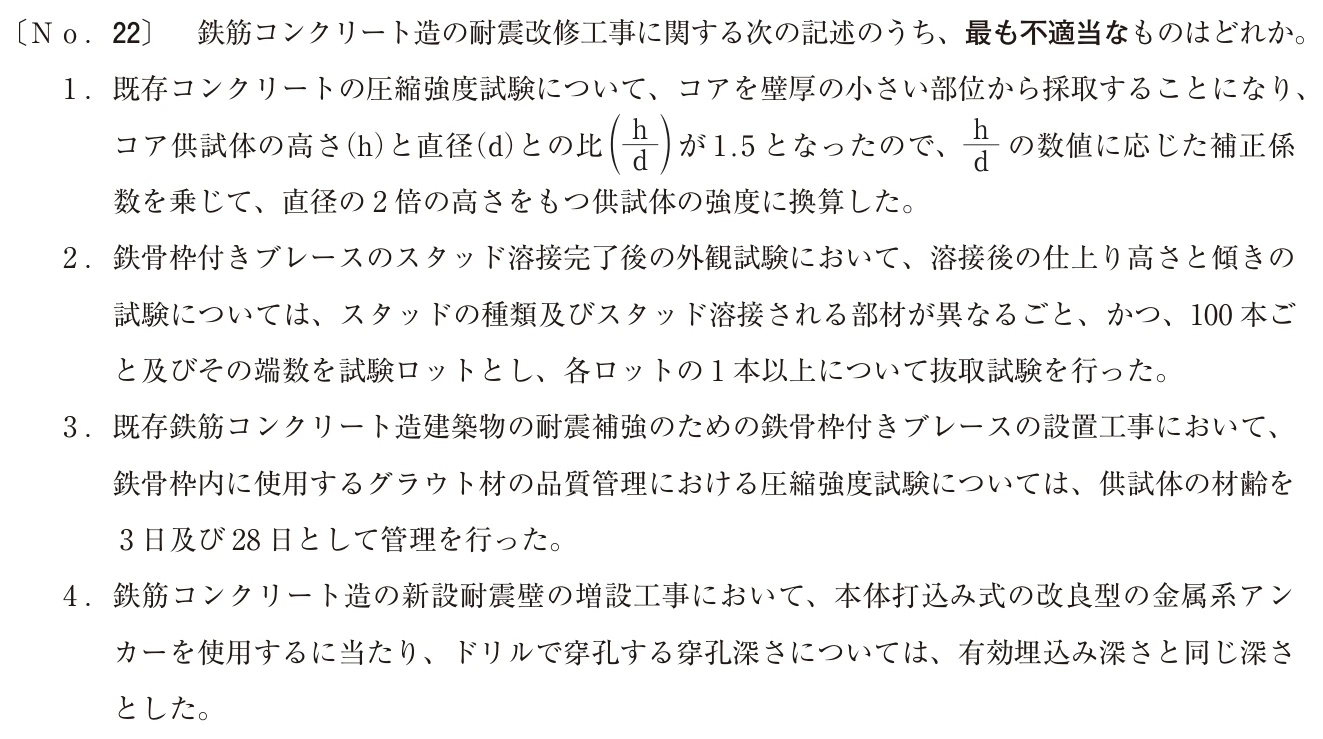 〔No. 22〕 鉄筋コンクリート造の耐震改修工事に関する次の記述のうち、最も不適当なものはどれか。
1. 既存コンクリートの圧縮強度試験について、コアを壁厚の小さい部位から採取することになり、
コア供試体の高さ(h)と直径(d)との比(h/d)が1.5となったので、h/dの数値に応じた補正係
数を乗じて、直径の2倍の高さをもつ供試体の強度に換算した。
2. 鉄骨枠付きブレースのスタッド溶接完了後の外観試験において、溶接後の仕上り高さと傾きの
試験については、スタッドの種類及びスタッド溶接される部材が異なるごと、かつ、100本ご
と及びその端数を試験ロットとし、各ロットの1本以上について抜取試験を行った。
3. 既存鉄筋コンクリート造建築物の耐震補強のための鉄骨枠付きブレースの設置工事において、
鉄骨枠内に使用するグラウト材の品質管理における圧縮強度試験については、供試体の材齢を
3日及び28日として管理を行った。
4. 鉄筋コンクリート造の新設耐震壁の増設工事において、本体打込み式の改良型の金属系アン
カーを使用するに当たり、ドリルで穿孔する穿孔深さについては、有効埋込み深さと同じ深さ
とした。